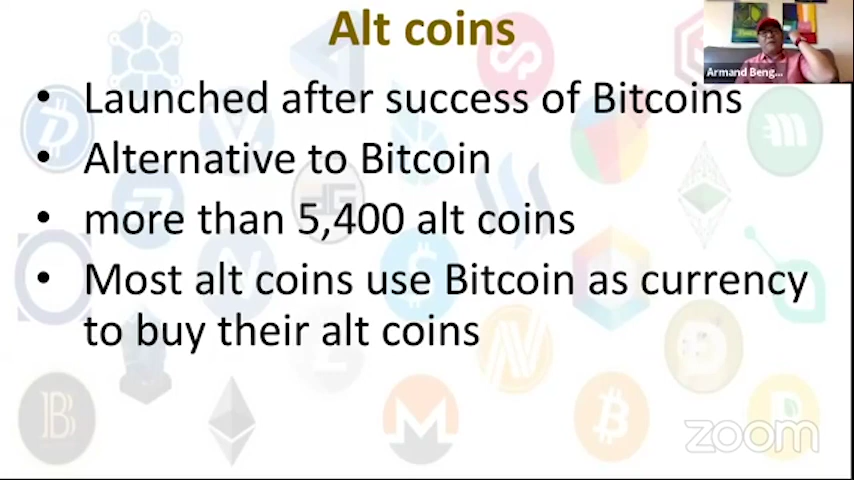 Alt coins
Armand Beng...
• Launched after success of Bitcoins
• Alternative to Bitcoin
• more than 5,400 alt coins
• Most alt coins use Bitcoin as currency
to buy their alt coins
zoom